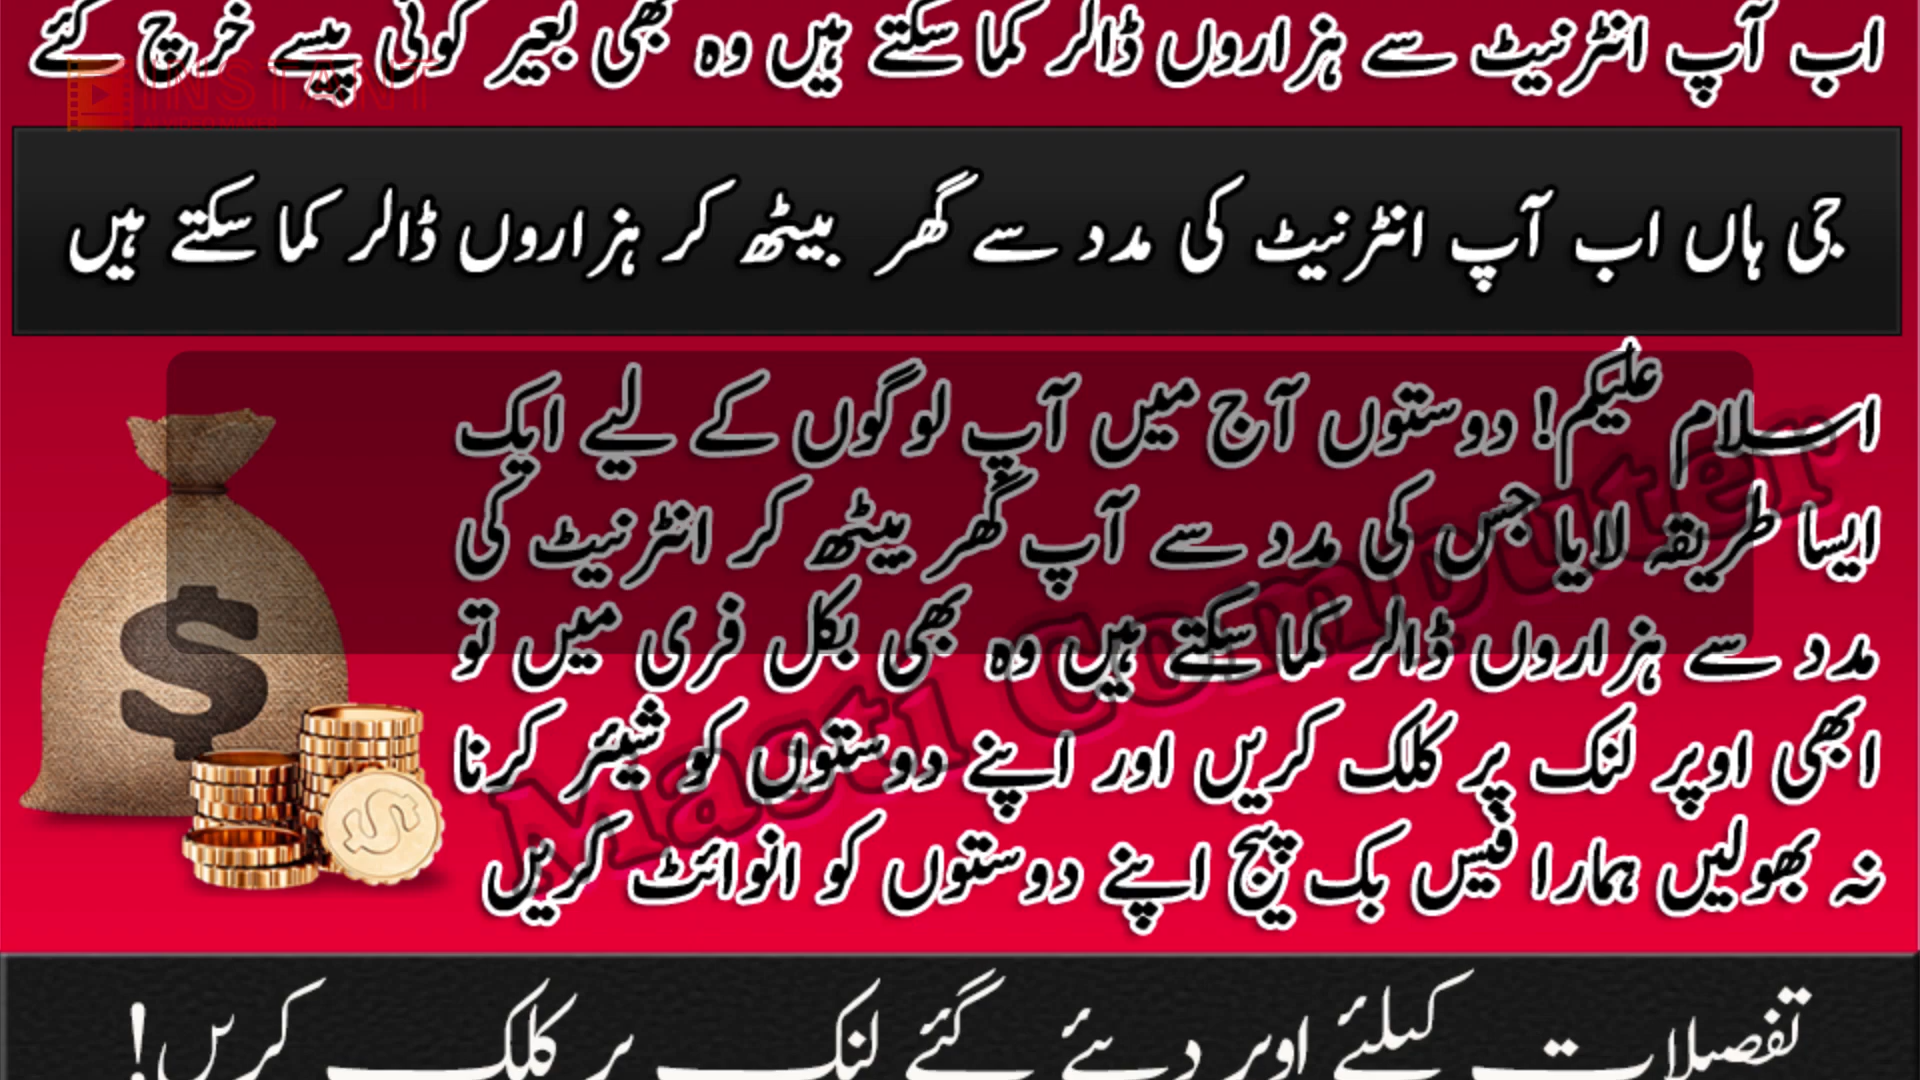 اب آپ انٹرنیٹ سے ہزاروں ڈالر کما سکتے ہیں وہ بھی بغیر کوئی پیسے خرچ کئے
INSTANT
جی ہاں اب آپ انٹرنیٹ کی مدد سے گھر بیٹھ کر ہزاروں ڈالر کما سکتے ہیں
اسلام علیکم! دوستوں آج میں آپ لوگوں کے لیے ایک
ایسا طریقہ لایا جس کی مدد سے آپ گھر بیٹھ کر انٹرنیٹ کی
مدد سے ہزاروں ڈالر کما سکتے ہیں وہ بھی بکل فری میں تو
ابھی اوپر لنک پر کلک کریں اور اپنے دوستوں کو شیئر کرنا
نہ بھولیں ہمارا فیس بک پیج اپنے دوستوں کو انوائٹ کریں
Masti Computer
تفصیلات کیلئے اوپر دیئے گئے لنک پر کلک کریں!